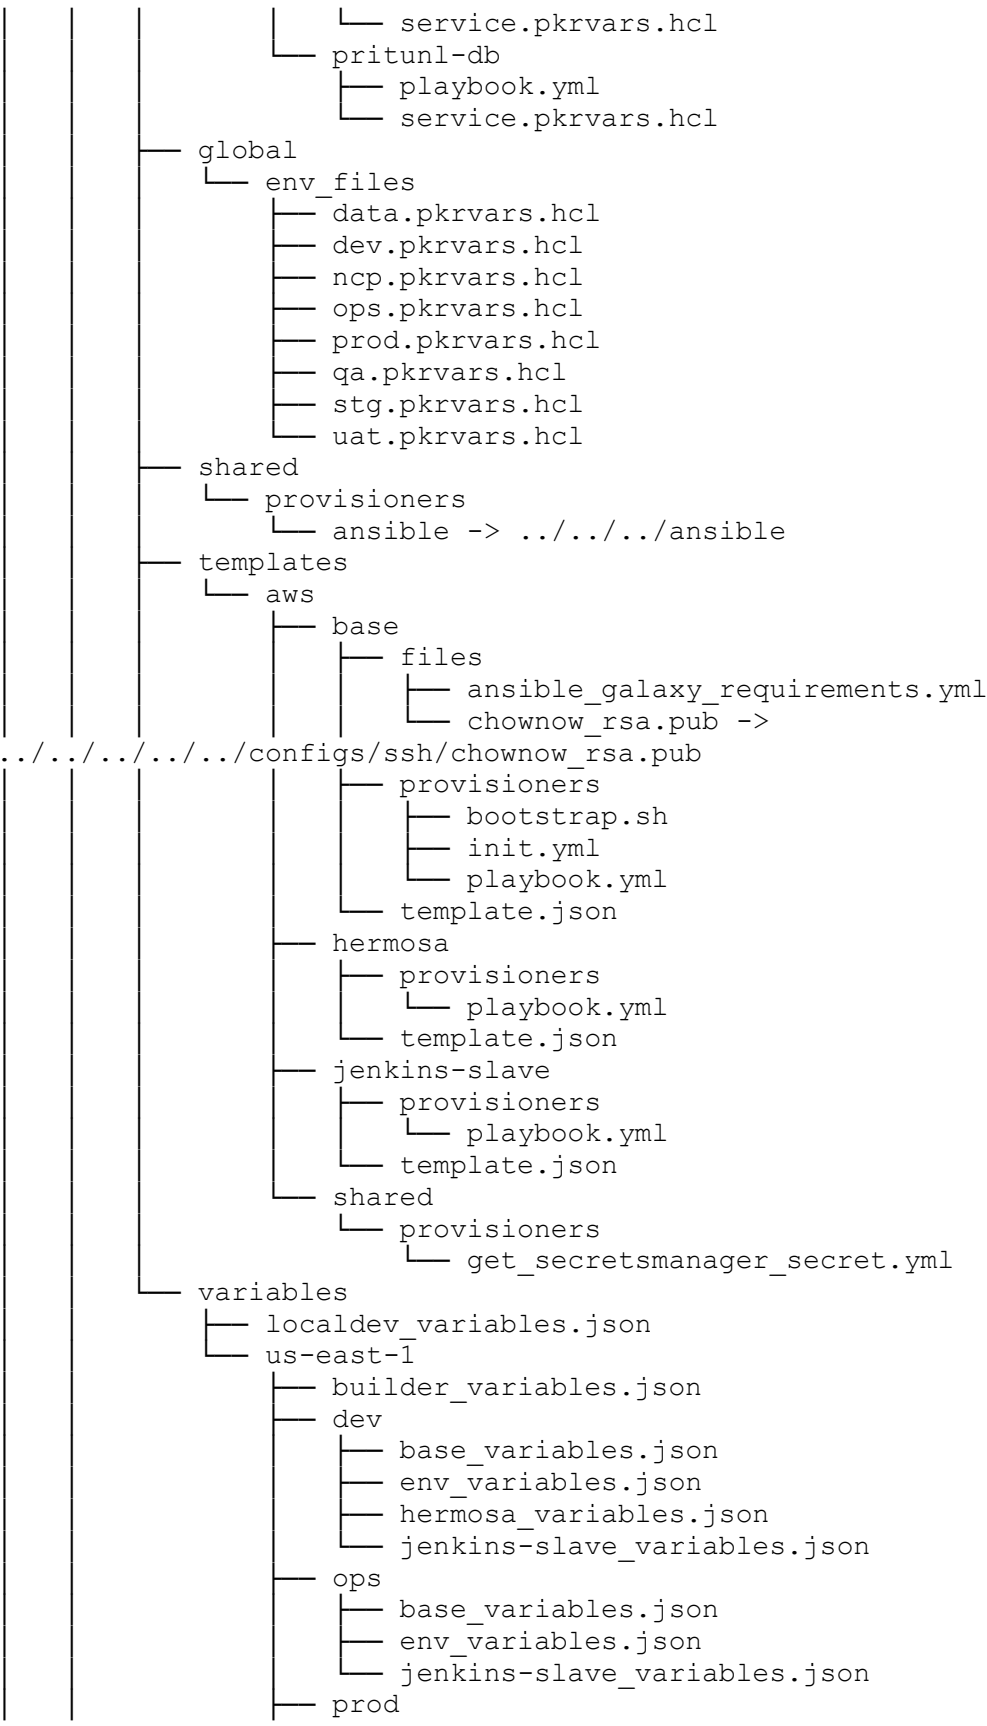 │   │   │       │   └── service.pkrvars.hcl
│   │   │       └── pritunl-db
│   │   │           ├── playbook.yml
│   │   │           └── service.pkrvars.hcl
│   │   ├── global
│   │   │   └── env_files
│   │   │       ├── data.pkrvars.hcl
│   │   │       ├── dev.pkrvars.hcl
│   │   │       ├── ncp.pkrvars.hcl
│   │   │       ├── ops.pkrvars.hcl
│   │   │       ├── prod.pkrvars.hcl
│   │   │       ├── qa.pkrvars.hcl
│   │   │       ├── stg.pkrvars.hcl
│   │   │       └── uat.pkrvars.hcl
│   │   ├── shared
│   │   │   └── provisioners
│   │   │       └── ansible -> ../../../ansible
│   │   ├── templates
│   │   │   └── aws
│   │   │       ├── base
│   │   │       │   ├── files
│   │   │       │   │   ├── ansible_galaxy_requirements.yml
│   │   │       │   │   └── chownow_rsa.pub ->
../../../../../configs/ssh/chownow_rsa.pub
│   │   │       │   ├── provisioners
│   │   │       │   │   ├── bootstrap.sh
│   │   │       │   │   ├── init.yml
│   │   │       │   │   └── playbook.yml
│   │   │       │   └── template.json
│   │   │       ├── hermosa
│   │   │       │   ├── provisioners
│   │   │       │   │   └── playbook.yml
│   │   │       │   └── template.json
│   │   │       ├── jenkins-slave
│   │   │       │   ├── provisioners
│   │   │       │   │   └── playbook.yml
│   │   │       │   └── template.json
│   │   │       └── shared
│   │   │           └── provisioners
│   │   │               └── get_secretsmanager_secret.yml
│   │   └── variables
│   │       ├── localdev_variables.json
│   │       └── us-east-1
│   │           ├── builder_variables.json
│   │           ├── dev
│   │           │   ├── base_variables.json
│   │           │   ├── env_variables.json
│   │           │   ├── hermosa_variables.json
│   │           │   └── jenkins-slave_variables.json
│   │           ├── ops
│   │           │   ├── base_variables.json
│   │           │   ├── env_variables.json
│   │           │   └── jenkins-slave_variables.json
│   │           ├── prod